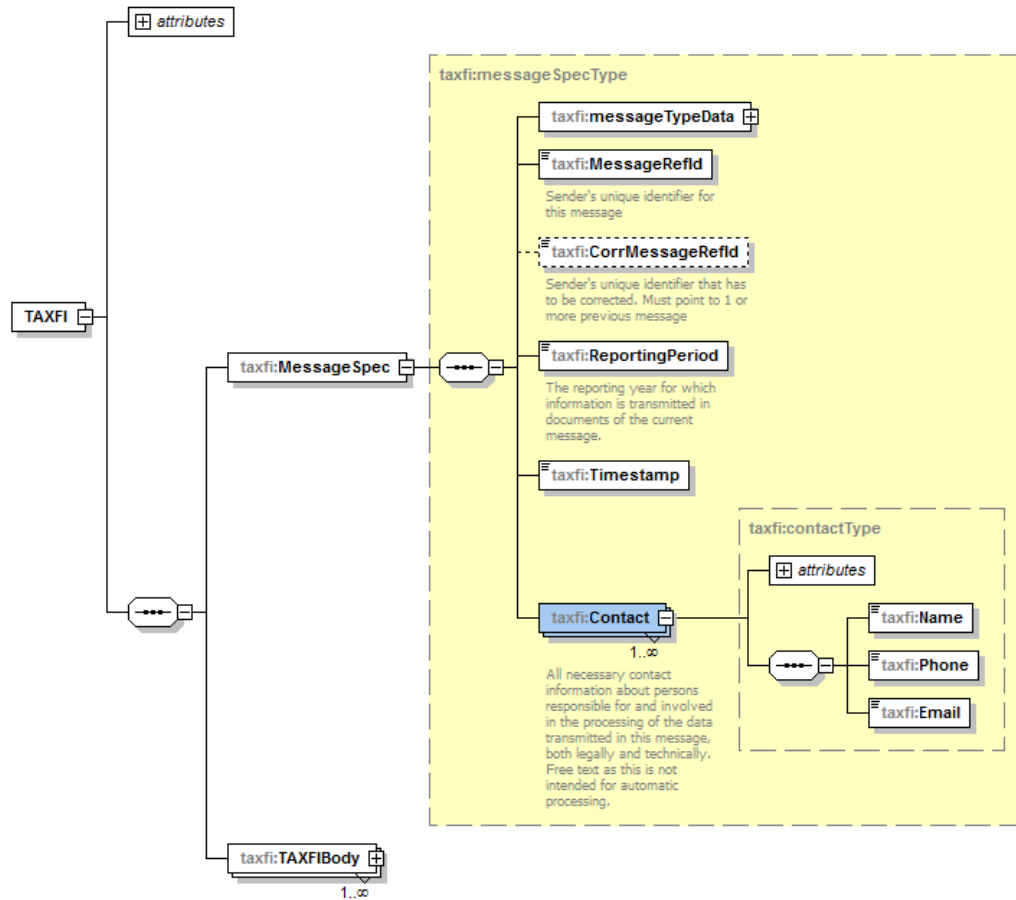 attributes
taxfi:messageSpecType
taxfi:messageTypeData
taxfi:MessageRefId
Sender's unique identifier for
this message
taxfi:CorrMessageRefId
Sender's unique identifier that has
to be corrected. Must point to 1 or
more previous message
TAXFI
taxfi:MessageSpec
taxfi:ReportingPeriod
The reporting year for which
information is transmitted in
documents of the current
message.
taxfi:Timestamp
taxfi:Contact
1..∞
All necessary contact
information about persons
responsible for and involved
in the processing of the data
transmitted in this message,
both legally and technically.
Free text as this is not
intended for automatic
processing.
taxfi:contactType
attributes
taxfi:Name
taxfi:Phone
taxfi:Email
taxfi:TAXFIBody
1..∞